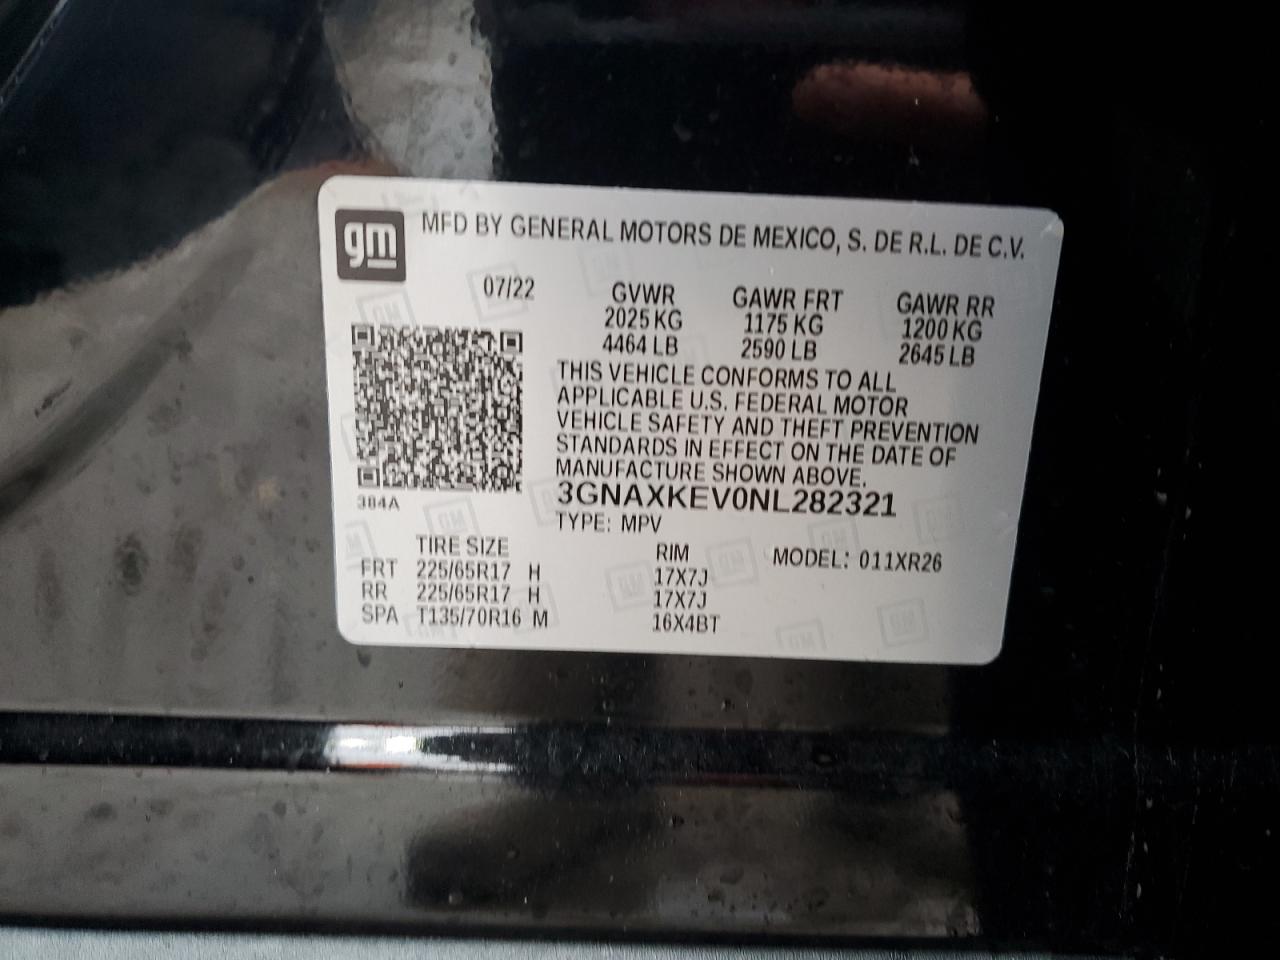 gm
MFD BY GENERAL MOTORS DE MEXICO, S. DE R.L. DE C.V.
07/22 GVWR GAWR FRT GAWR RR
2025 KG 1175 KG 1200 KG
4464 LB 2590 LB 2645 LB
THIS VEHICLE CONFORMS TO ALL
APPLICABLE U.S. FEDERAL MOTOR
VEHICLE SAFETY AND THEFT PREVENTION
STANDARDS IN EFFECT ON THE DATE OF
MANUFACTURE SHOWN ABOVE.
384A
3GNAXKEV0NL282321
TYPE: MPV
TIRE SIZE RIM MODEL: 011XR26
FRT 225/65R17 H 17X7J
RR 225/65R17 H 17X7J
SPA T135/70R16 M 16X4BT